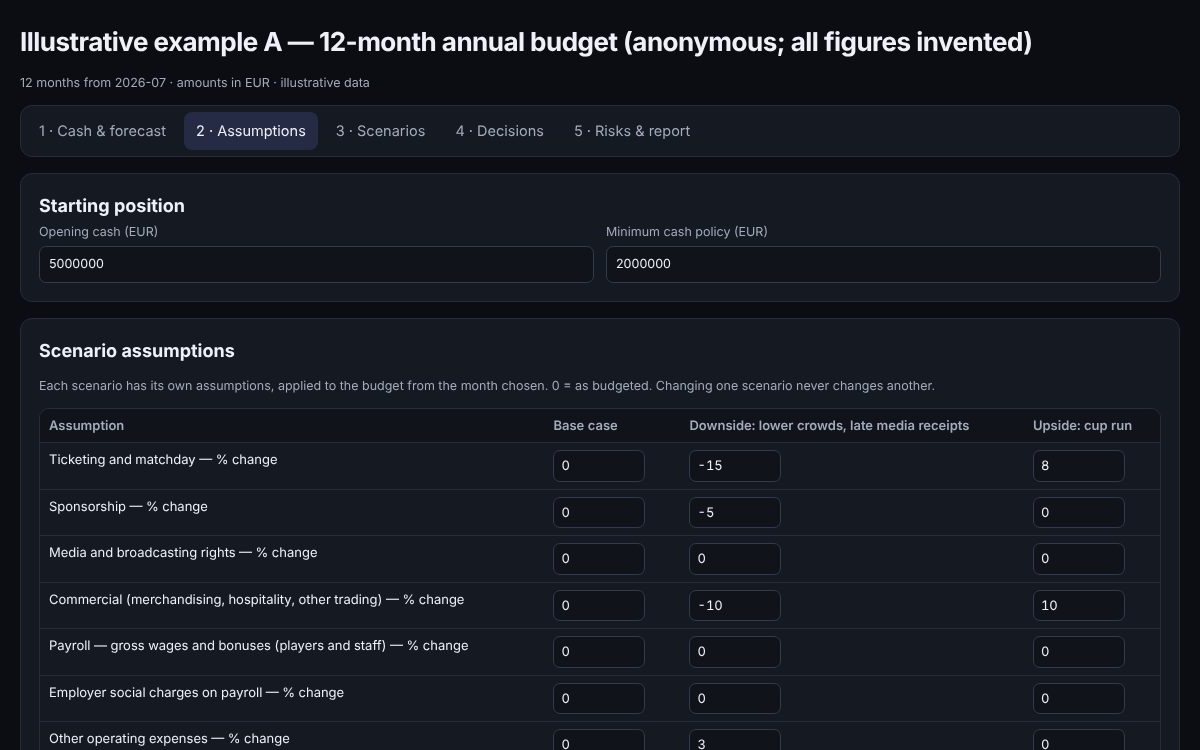 Illustrative example A — 12-month annual budget (anonymous; all figures invented)
12 months from 2026-07 · amounts in EUR · illustrative data
1 · Cash & forecast 2 · Assumptions 3 · Scenarios 4 · Decisions 5 · Risks & report
Starting position
Opening cash (EUR) Minimum cash policy (EUR)
5000000 2000000
Scenario assumptions
Each scenario has its own assumptions, applied to the budget from the month chosen. 0 = as budgeted. Changing one scenario never changes another.
Assumption Base case Downside: lower crowds, late media receipts Upside: cup run
Ticketing and matchday — % change 0 -15 8
Sponsorship — % change 0 -5 0
Media and broadcasting rights — % change 0 0 0
Commercial (merchandising, hospitality, other trading) — % change 0 -10 10
Payroll — gross wages and bonuses (players and staff) — % change 0 0 0
Employer social charges on payroll — % change 0 0 0
Other operating expenses — % change 0 3 0